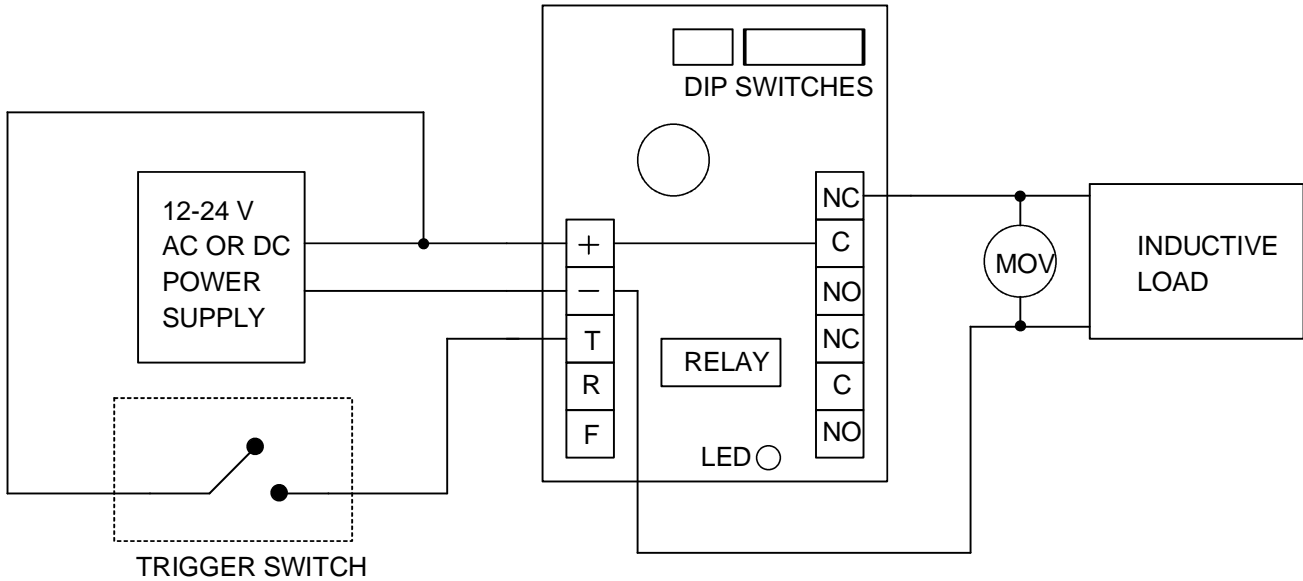 DIP SWITCHES
12-24 V
AC OR DC
POWER
SUPPLY
+
−
T
R
F
RELAY
LED
NC
C
NO
NC
C
NO
MOV
INDUCTIVE
LOAD
TRIGGER SWITCH